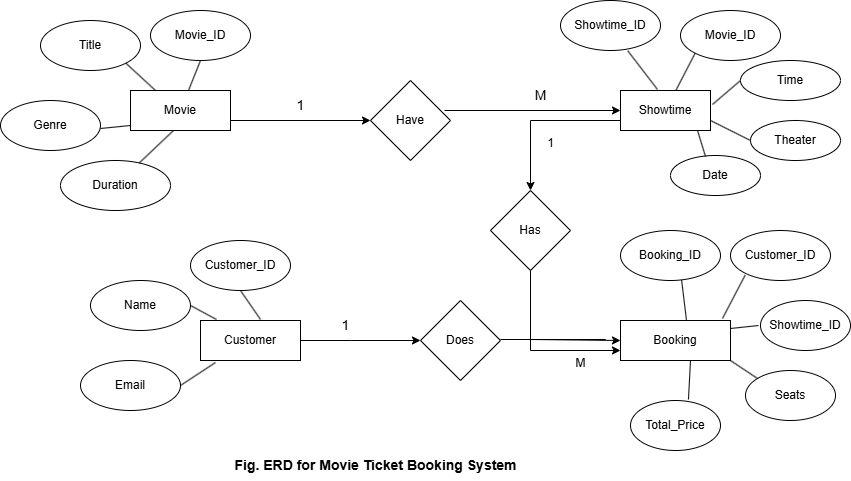 Showtime_ID
Movie_ID
Movie_ID
Title
Time
1
M
Movie
Showtime
Have
Genre
Theater
1
Date
Duration
Has
Booking_ID
Customer_ID
Customer_ID
Name
Showtime_ID
1
Customer
Does
Booking
M
Email
Seats
Total_Price
Fig. ERD for Movie Ticket Booking System